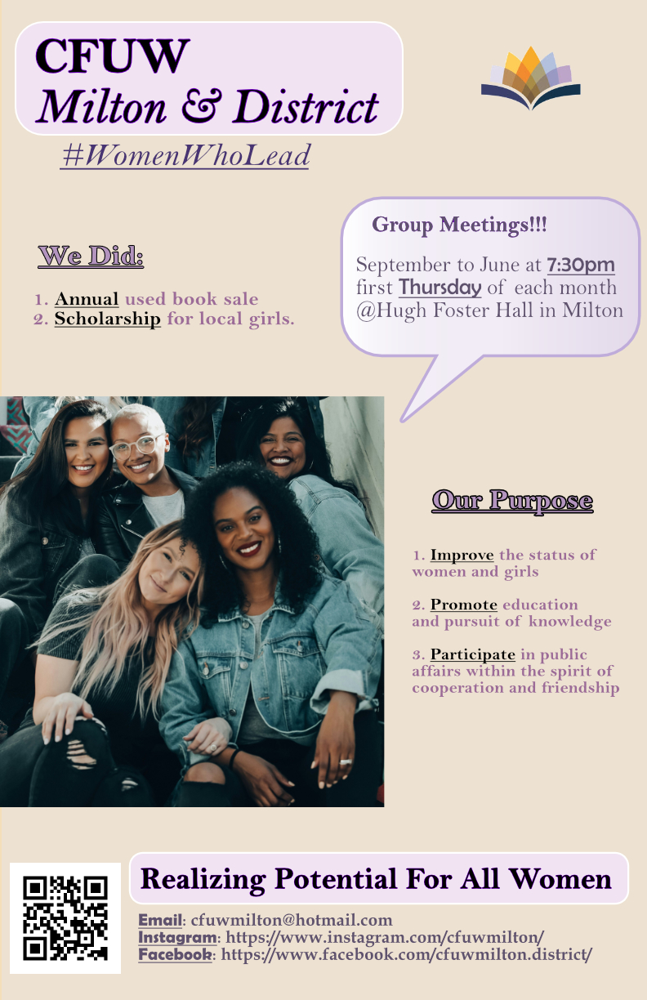 CFUW
Milton & District
#WomenWhoLead
Group Meetings!!!
September to June at 7:30pm
first Thursday of each month
@Hugh Foster Hall in Milton
We Did:
1. Annual used book sale
2. Scholarship for local girls.
Our Purpose
1. Improve the status of
women and girls
2. Promote education
and pursuit of knowledge
3. Participate in public
affairs within the spirit of
cooperation and friendship
Realizing Potential For All Women
Email: cfuwmilton@hotmail.com
Instagram: https://www.instagram.com/cfuwmilton/
Facebook: https://www.facebook.com/cfuwmilton.district/